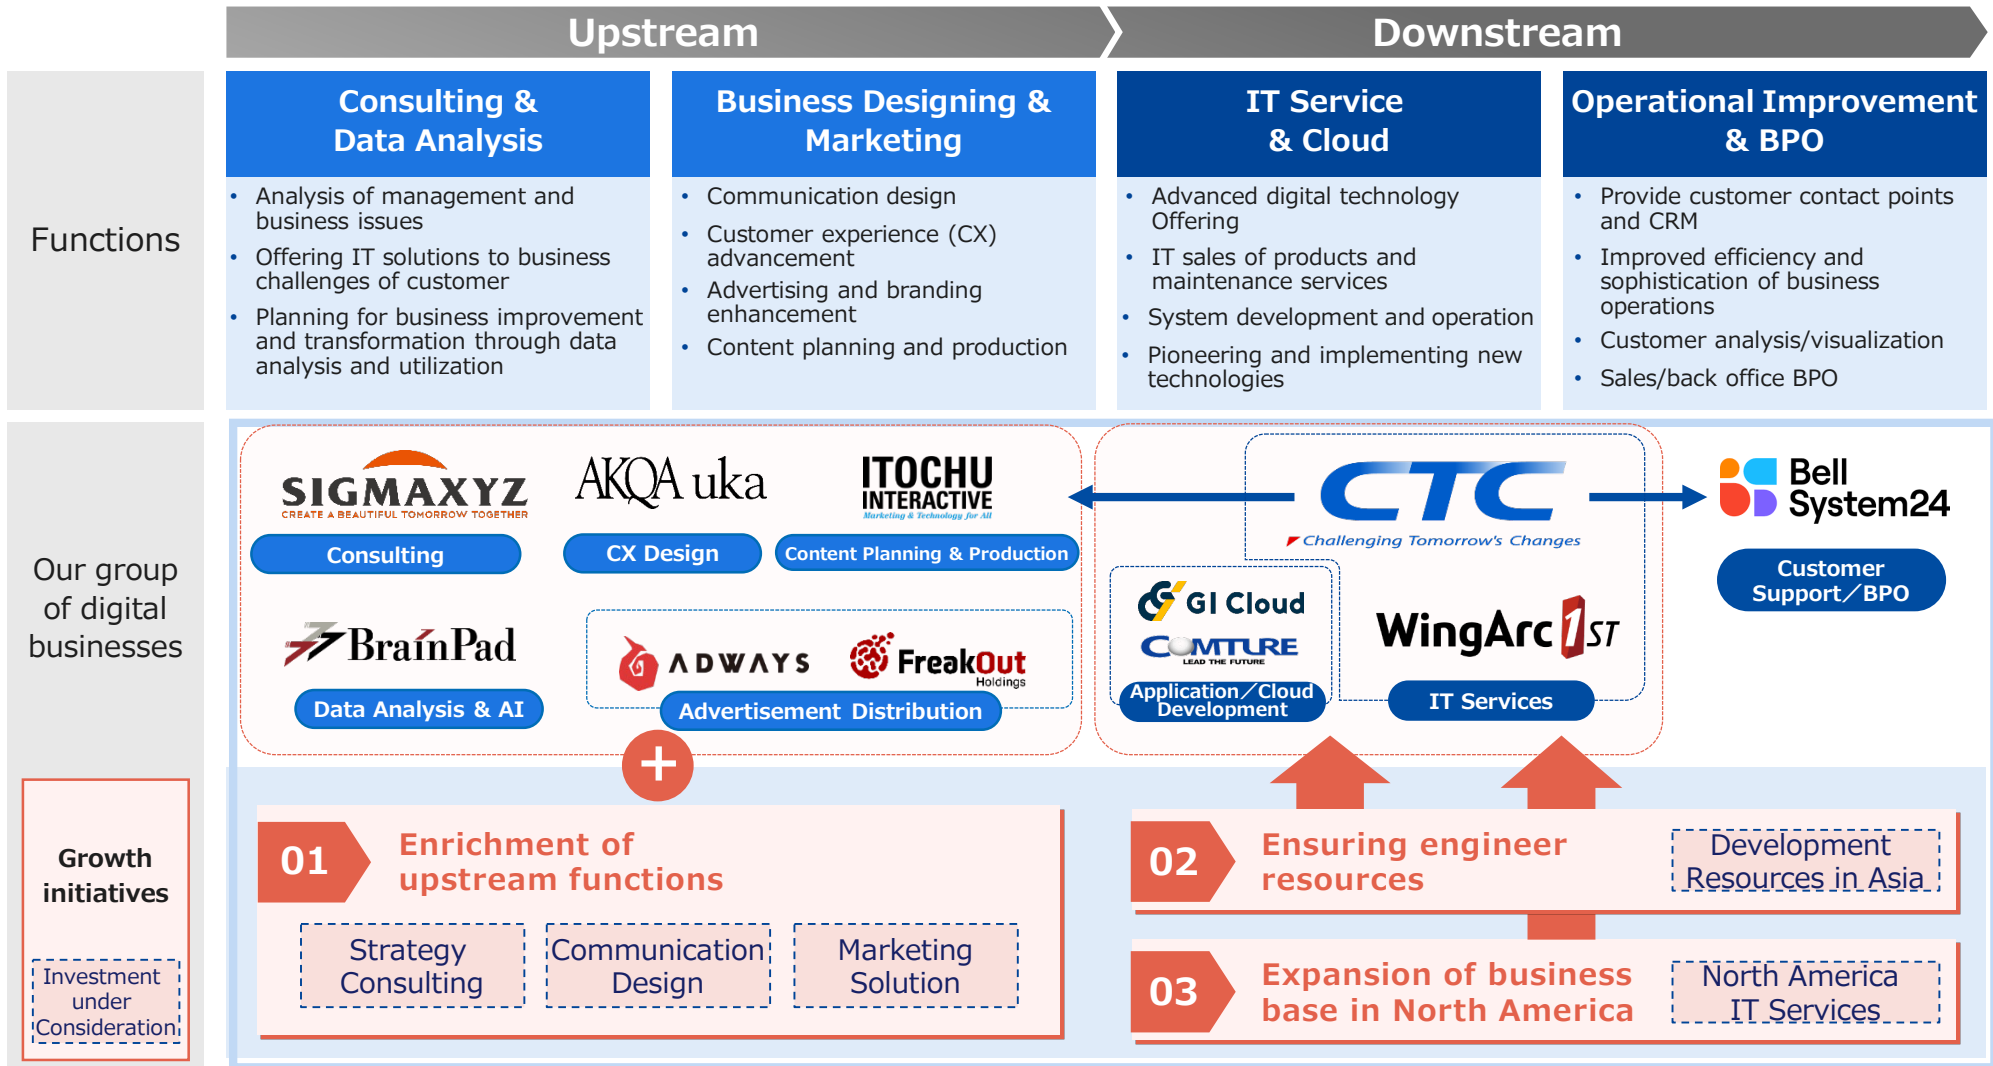 Upstream
Downstream
Functions
Consulting &
Data Analysis
• Analysis of management and
business issues
• Offering IT solutions to business
challenges of customer
• Planning for business improvement
and transformation through data
analysis and utilization
Business Designing &
Marketing
• Communication design
• Customer experience (CX)
advancement
• Advertising and branding
enhancement
• Content planning and production
IT Service
& Cloud
• Advanced digital technology
Offering
• IT sales of products and
maintenance services
• System development and operation
• Pioneering and implementing new
technologies
Operational Improvement
& BPO
• Provide customer contact points
and CRM
• Improved efficiency and
sophistication of business
operations
• Customer analysis/visualization
• Sales/back office BPO
Our group
of digital
businesses
SIGMAXYZ
CREATE A BEAUTIFUL TOMORROW TOGETHER
Consulting
AKQA uka
CX Design
ITOCHU
INTERACTIVE
Marketing & Technology for All
Content Planning & Production
BrainPad
Data Analysis & AI
ADWAYS
FreakOut
Holdings
Advertisement Distribution
CTC
Challenging Tomorrow's Changes
GI Cloud
COMTURE
LEAD THE FUTURE
Application／Cloud
Development
WingArc 1ST
IT Services
Bell
System24
Customer
Support／BPO
Growth
initiatives
Investment
under
Consideration
+
01
Enrichment of
upstream functions
Strategy
Consulting
Communication
Design
Marketing
Solution
02
Ensuring engineer
resources
Development
Resources in Asia
03
Expansion of business
base in North America
North America
IT Services